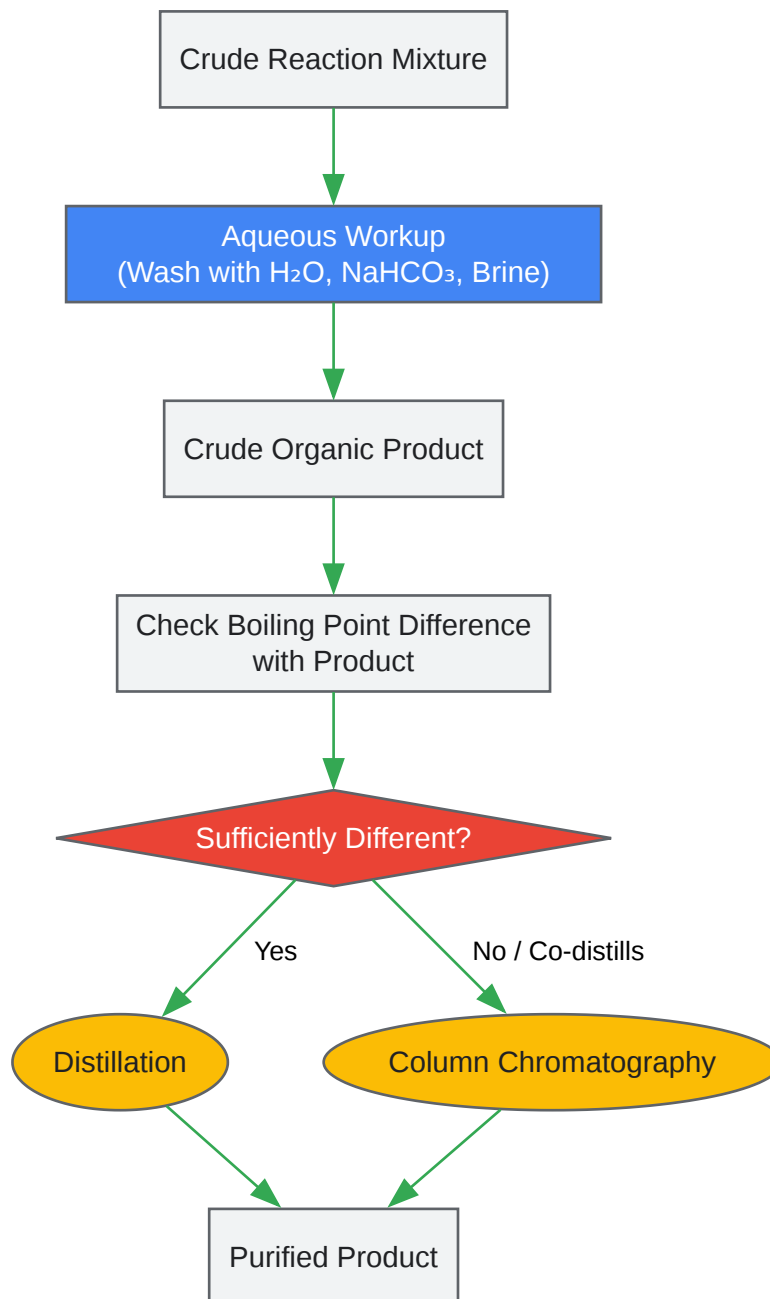 Crude Reaction Mixture
Aqueous Workup
(Wash with H₂O, NaHCO₃, Brine)
Crude Organic Product
Check Boiling Point Difference
with Product
Sufficiently Different?
Yes
No / Co-distills
Distillation
Column Chromatography
Purified Product